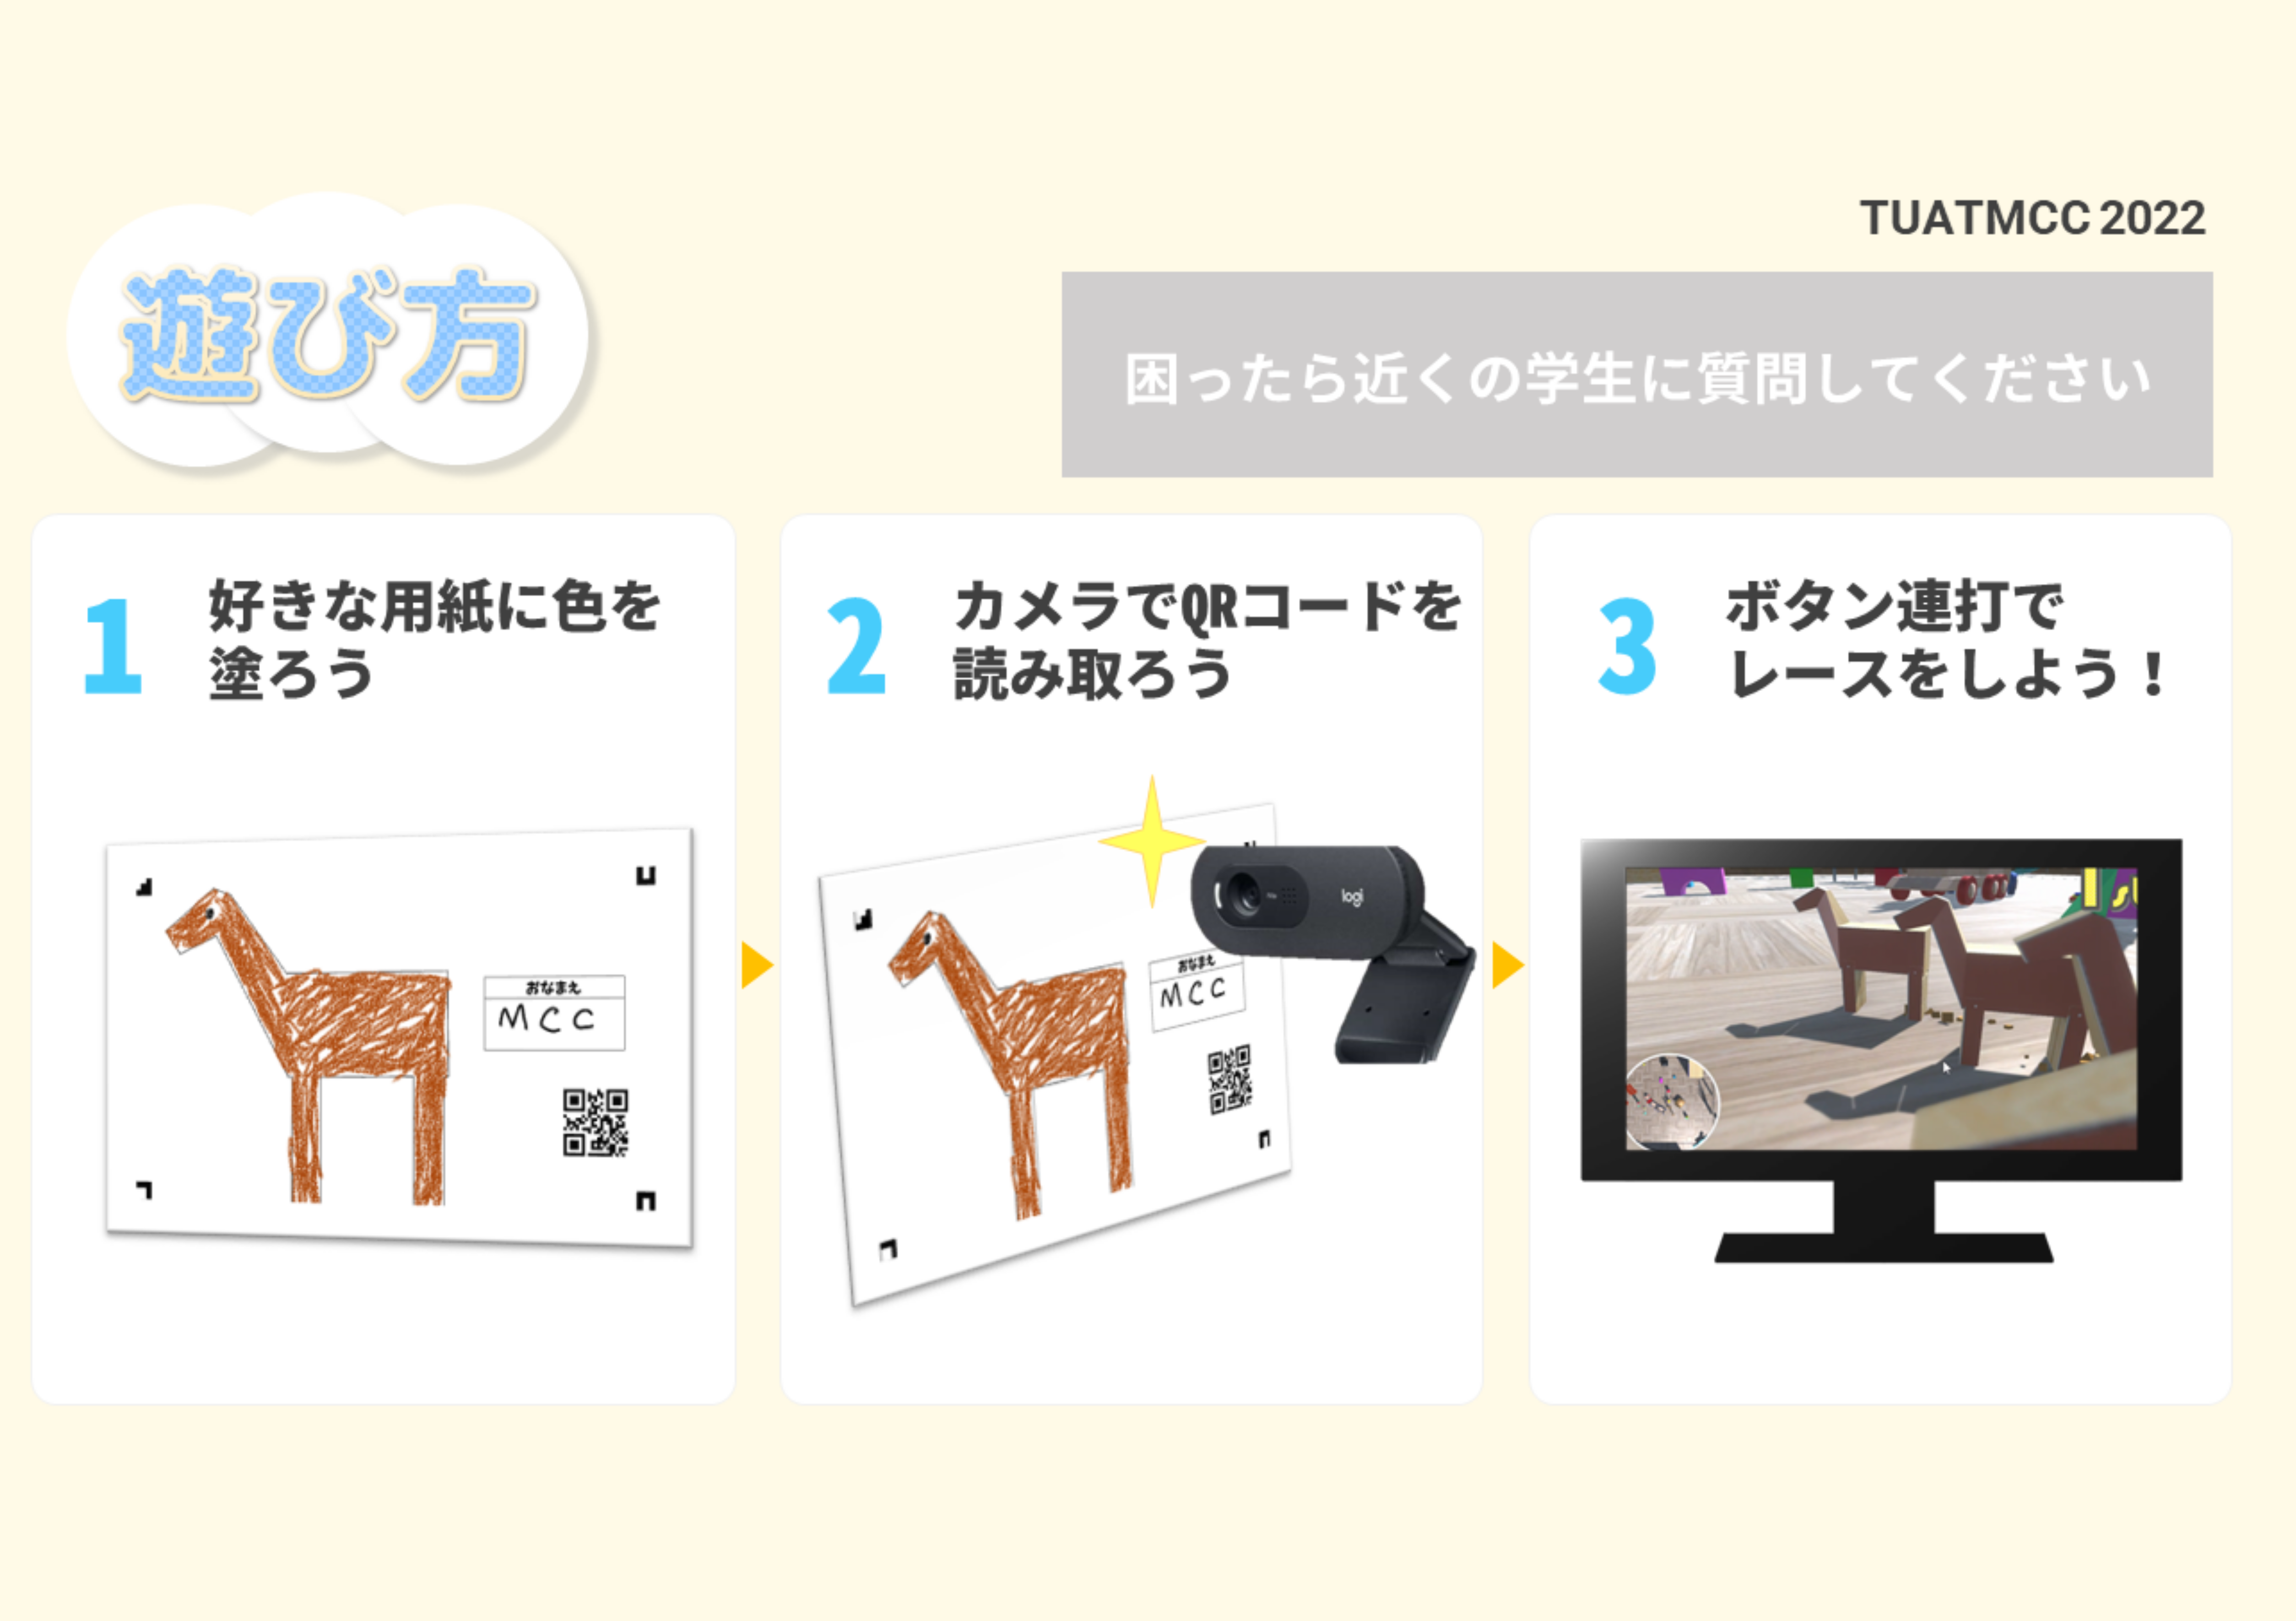 TUATMCC 2022
遊び方
困ったら近くの学生に質問してください
1
好きな用紙に色を
塗ろう
おなまえ
MCC
2
カメラでQRコードを
読み取ろう
logi
おなまえ
MCC
3
ボタン連打で
レースをしよう！